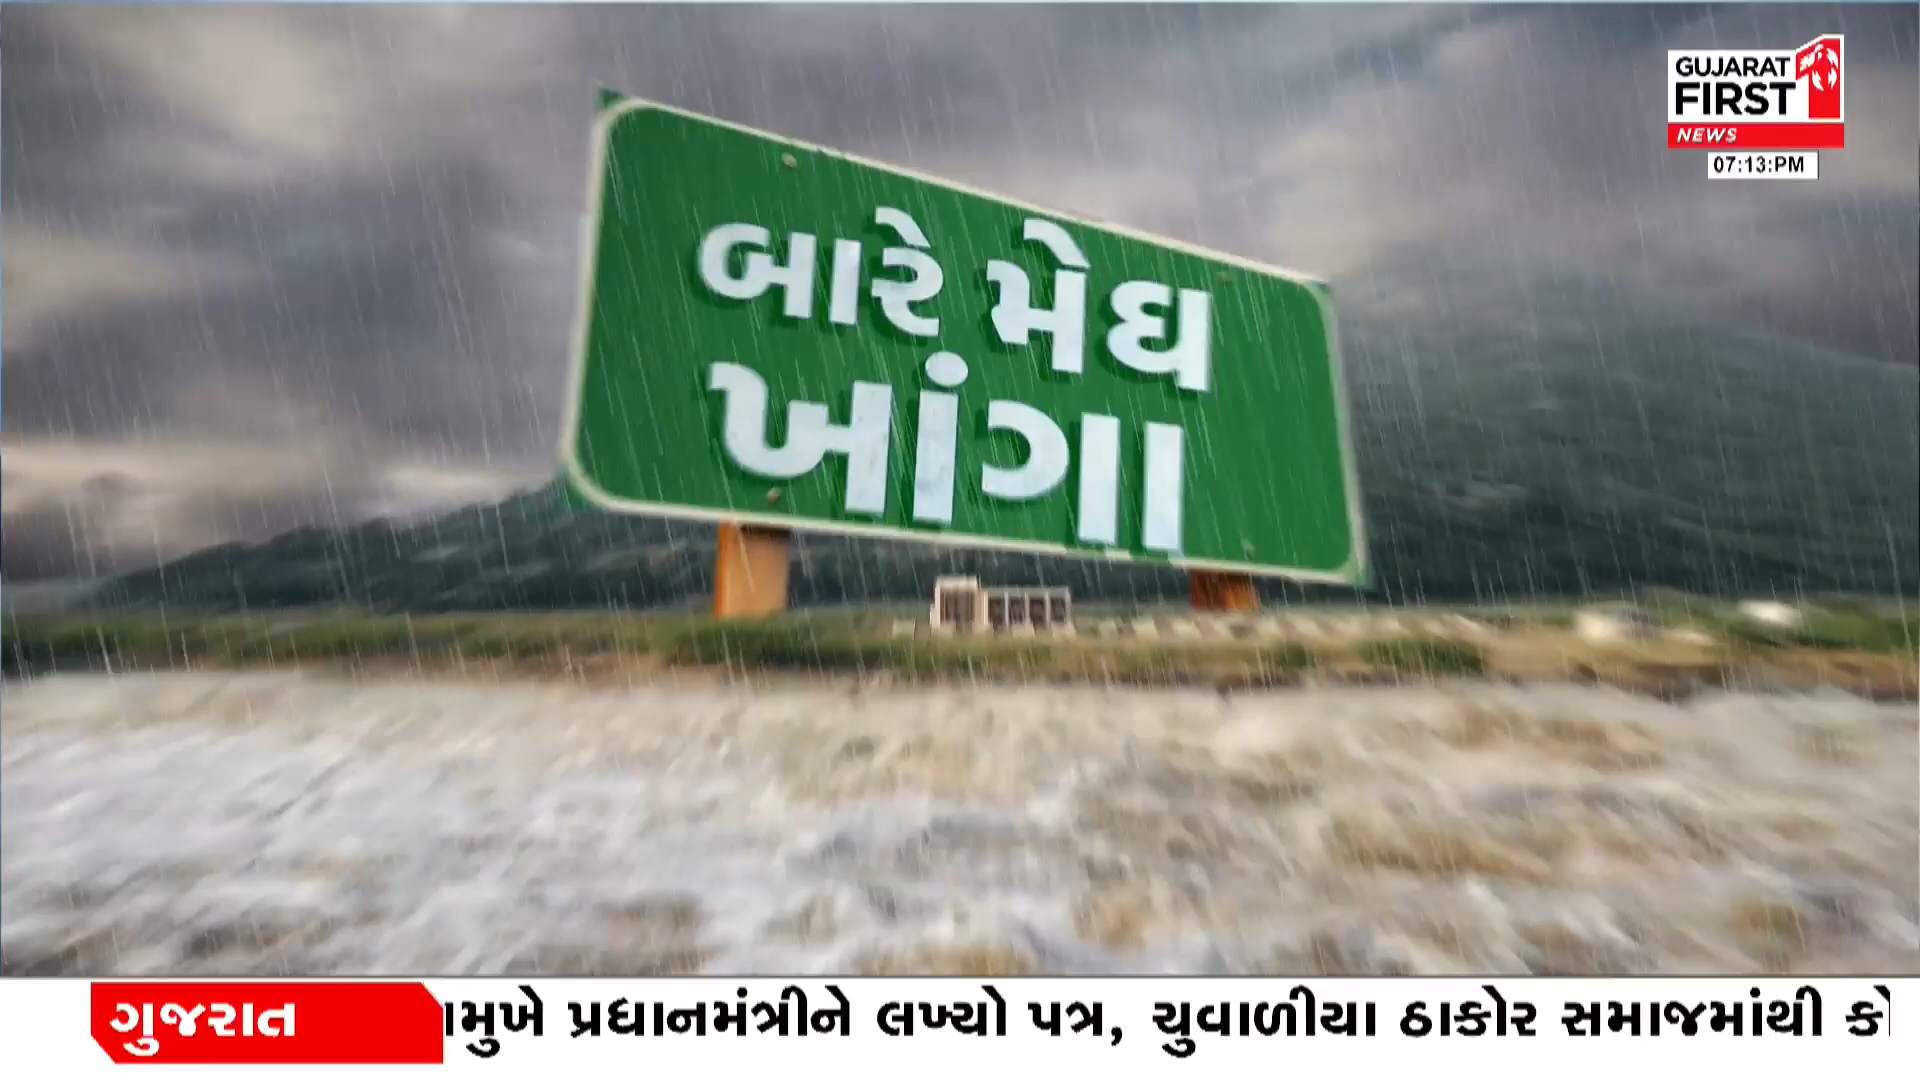 GUJARAT
FIRST
NEWS
07:13:PM
બારે મેઘ
ખાંગા
ગુજરાત
પ્રધાનમંત્રીને લખ્યો પત્ર, ચુવાળીયા ઠાકોર સમાજમાંથી